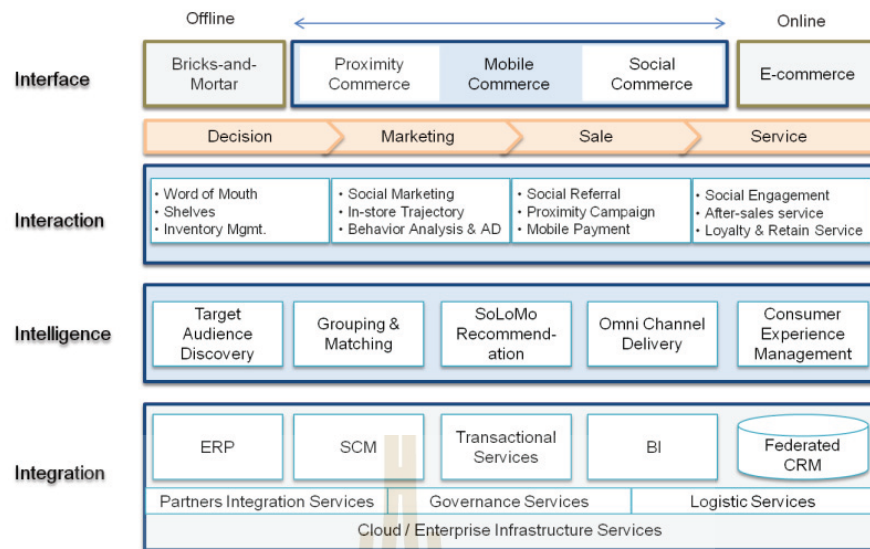 Offline
Online
Interface
Bricks-and-
Mortar
Proximity
Commerce
Mobile
Commerce
Social
Commerce
E-commerce
Decision
Marketing
Sale
Service
Interaction
• Word of Mouth
• Shelves
• Inventory Mgmt.
• Social Marketing
• In-store Trajectory
• Behavior Analysis & AD
• Social Referral
• Proximity Campaign
• Mobile Payment
• Social Engagement
• After-sales service
• Loyalty & Retain Service
Intelligence
Target
Audience
Discovery
Grouping &
Matching
SoLoMo
Recommend-
ation
Omni Channel
Delivery
Consumer
Experience
Management
Integration
ERP
SCM
Transactional
Services
BI
Federated
CRM
Partners Integration Services
Governance Services
Logistic Services
Cloud / Enterprise Infrastructure Services